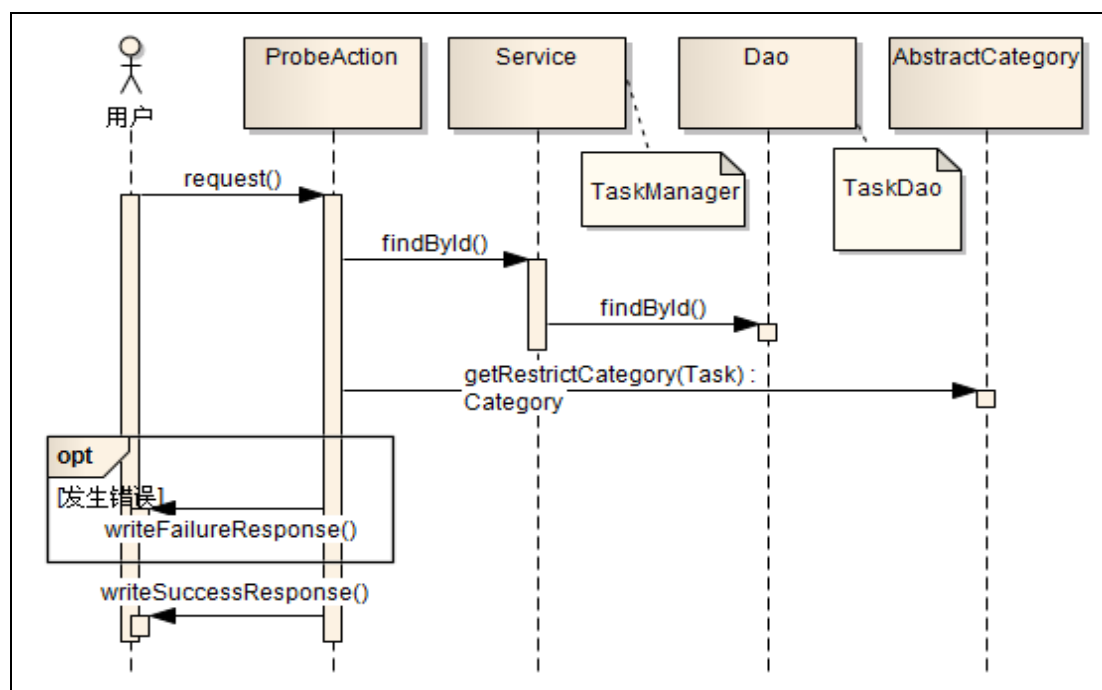 ProbeAction
Service
Dao
AbstractCategory
用户
TaskManager
TaskDao
request()
findById()
findById()
getRestrictCategory(Task) :
Category
opt
[发生错误]
writeFailureResponse()
writeSuccessResponse()